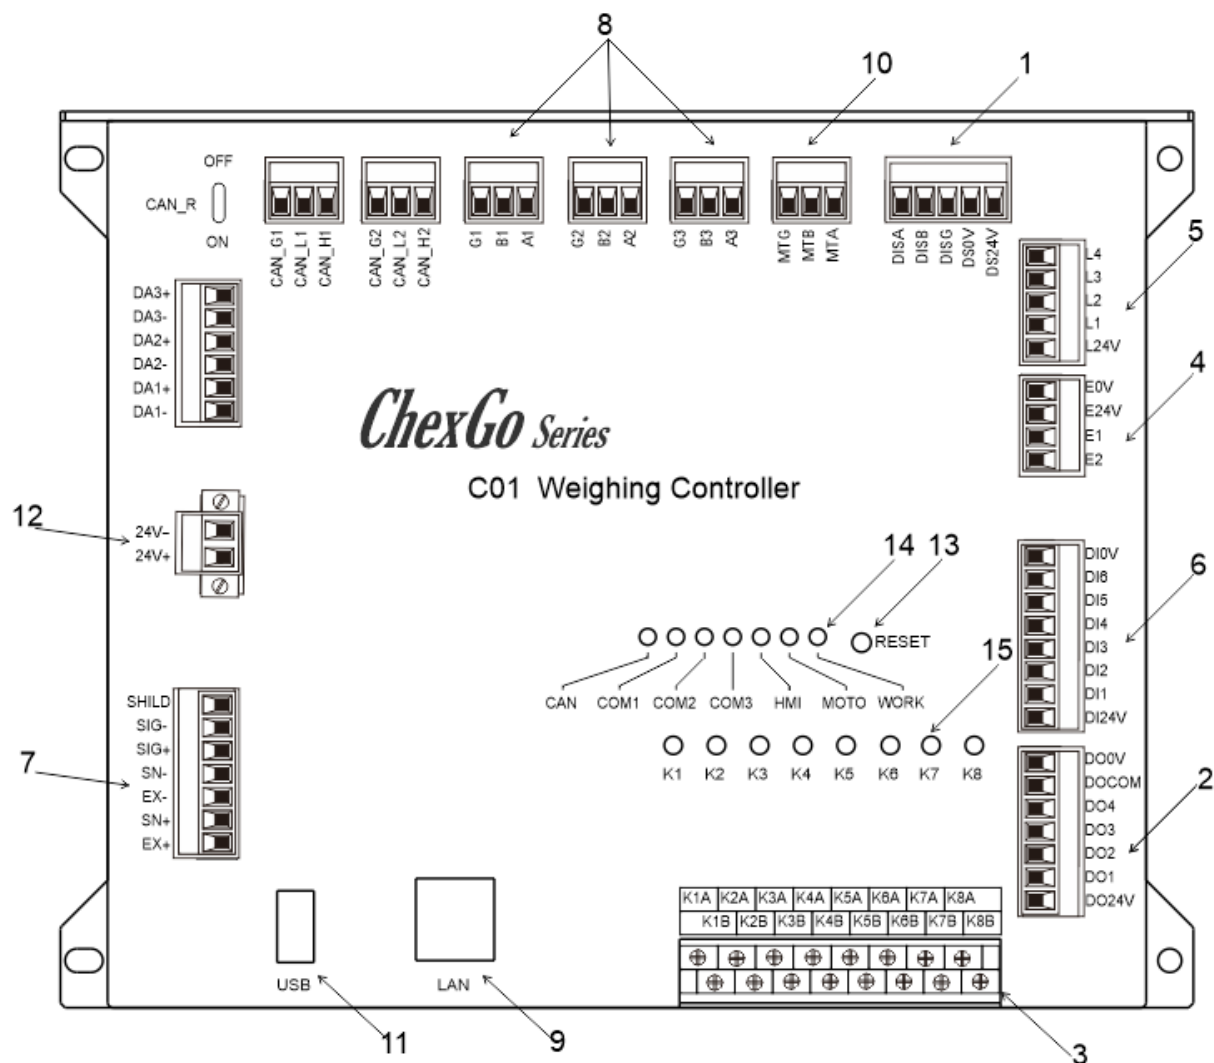 8
10
1
OFF
CAN_R
ON
CAN_G1
CAN_L1
CAN_H1
CAN_G2
CAN_L2
CAN_H2
G1
B1
A1
G2
B2
A2
G3
B3
A3
MTG
MTB
MTA
DISA
DISB
DISG
DS0V
DS24V
L4
L3
L2
L1
L24V
5
DA3+
DA3-
DA2+
DA2-
DA1+
DA1-
E0V
E24V
E1
E2
4
ChexGo Series
C01 Weighing Controller
12
24V-
24V+
14
13
RESET
CAN
COM1
COM2
COM3
HMI
MOTO
WORK
15
K1
K2
K3
K4
K5
K6
K7
K8
DI0V
DI6
DI5
DI4
DI3
DI2
DI1
DI24V
6
7
SHILD
SIG-
SIG+
SN-
EX-
SN+
EX+
DO0V
DOCOM
DO4
DO3
DO2
DO1
DO24V
2
K1A K2A K3A K4A K5A K6A K7A K8A
K1B K2B K3B K4B K5B K6B K7B K8B
USB
LAN
11
9
3